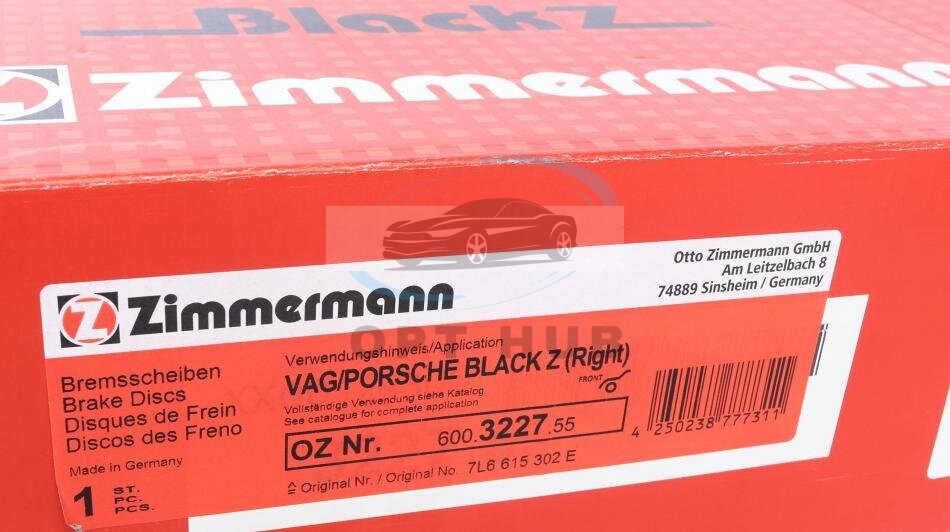 BlackZ
Zimmermann
Zimmermann
Otto Zimmermann GmbH
Am Leitzelbach 8
74889 Sinsheim / Germany
OPT HUB
Bremsscheiben
Brake Discs
Disques de Frein
Discos des Freno
Made in Germany
1 ST.
PC.
PCS.
Verwendungshinweis/Application
VAG/PORSCHE BLACK Z (Right)
FRONT
Vollständige Verwendung siehe Katalog
See catalogue for complete application
OZ Nr. 600.3227.55
≙ Original Nr. / Original No. 7L6 615 302 E
4 250238 777311